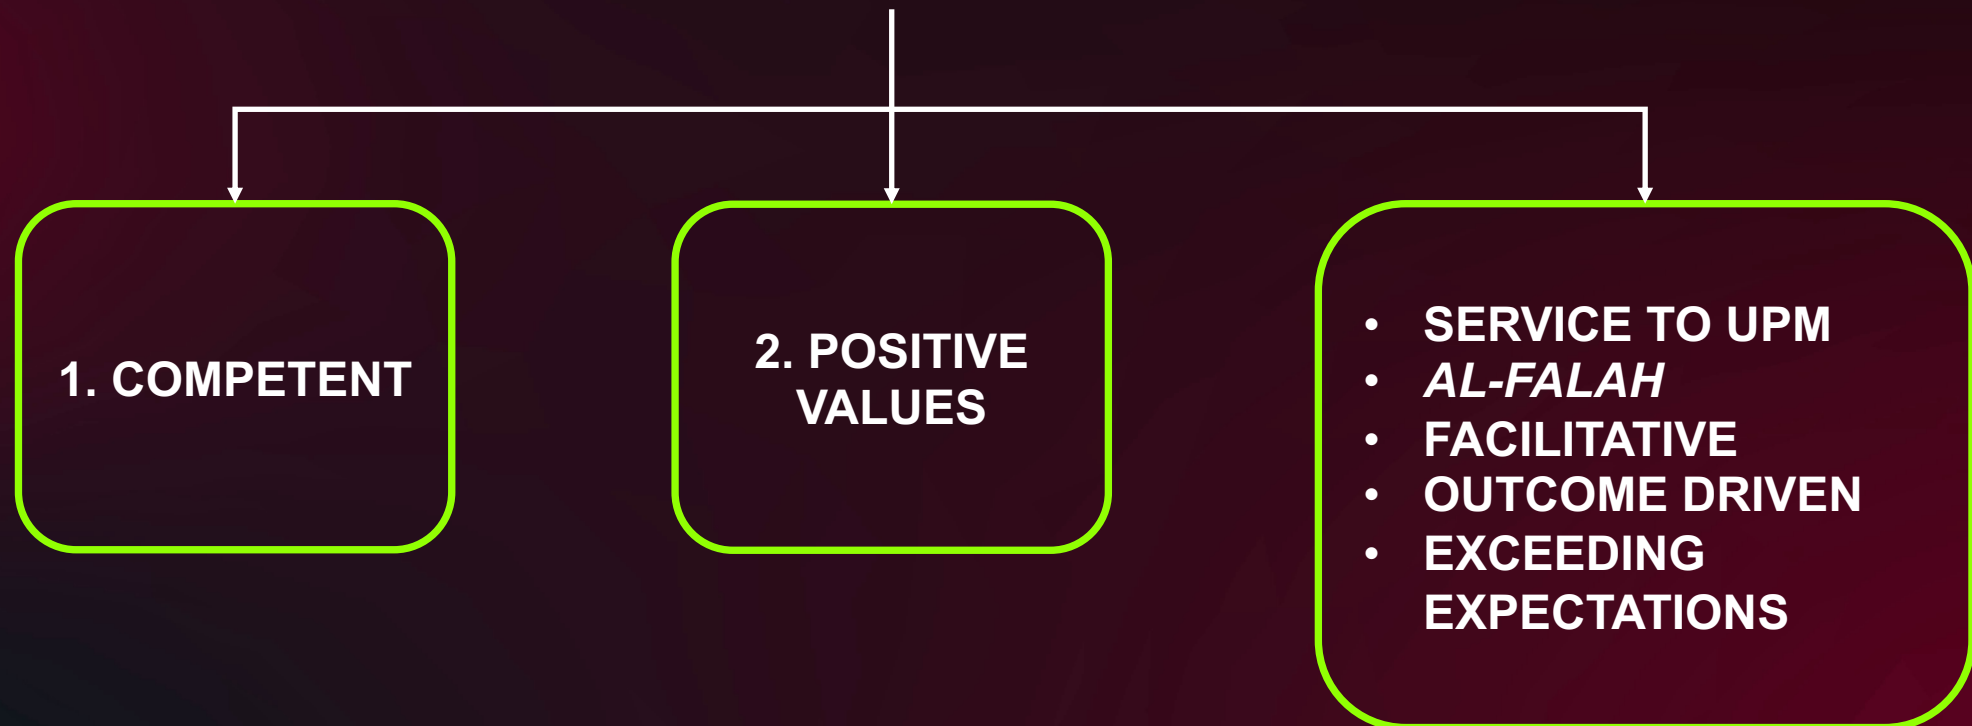 1. COMPETENT
2. POSITIVE
VALUES
• SERVICE TO UPM
• AL-FALAH
• FACILITATIVE
• OUTCOME DRIVEN
• EXCEEDING
EXPECTATIONS